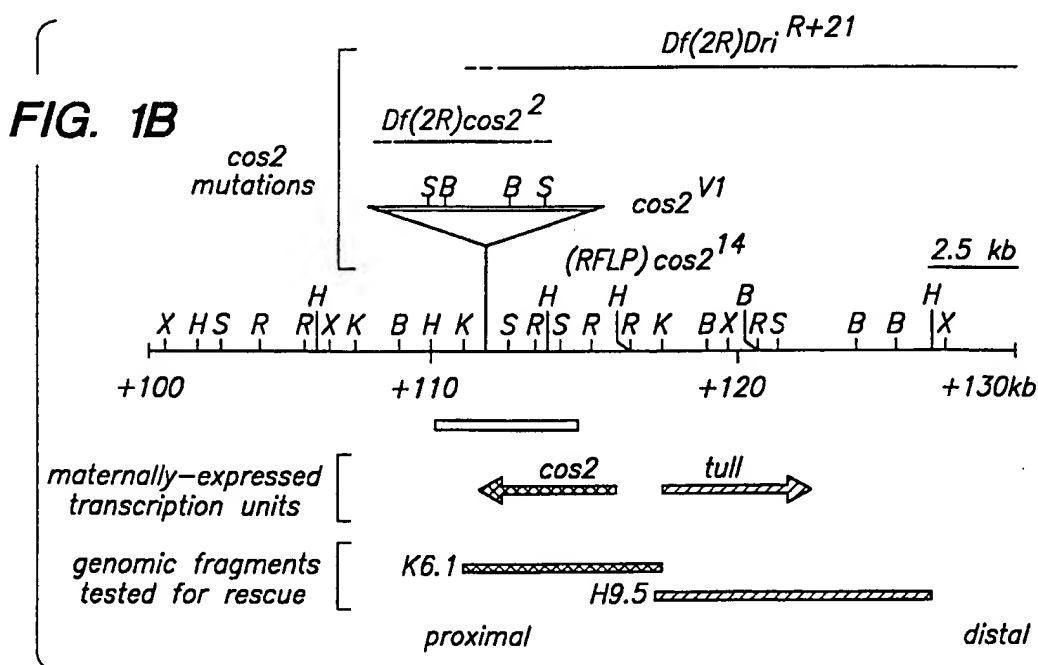 Df(2R)Dri R+21
FIG. 1B
Df(2R)cos2 2
cos2
mutations
S B B S
cos2 V1
(RFLP) cos2 14
2.5 kb
H H H B H
X H S R R X K B H K S R S R R K B X R S B B X
+100 +110 +120 +130kb
maternally-expressed
transcription units
cos2 tull
genomic fragments
tested for rescue
K6.1
H9.5
proximal distal